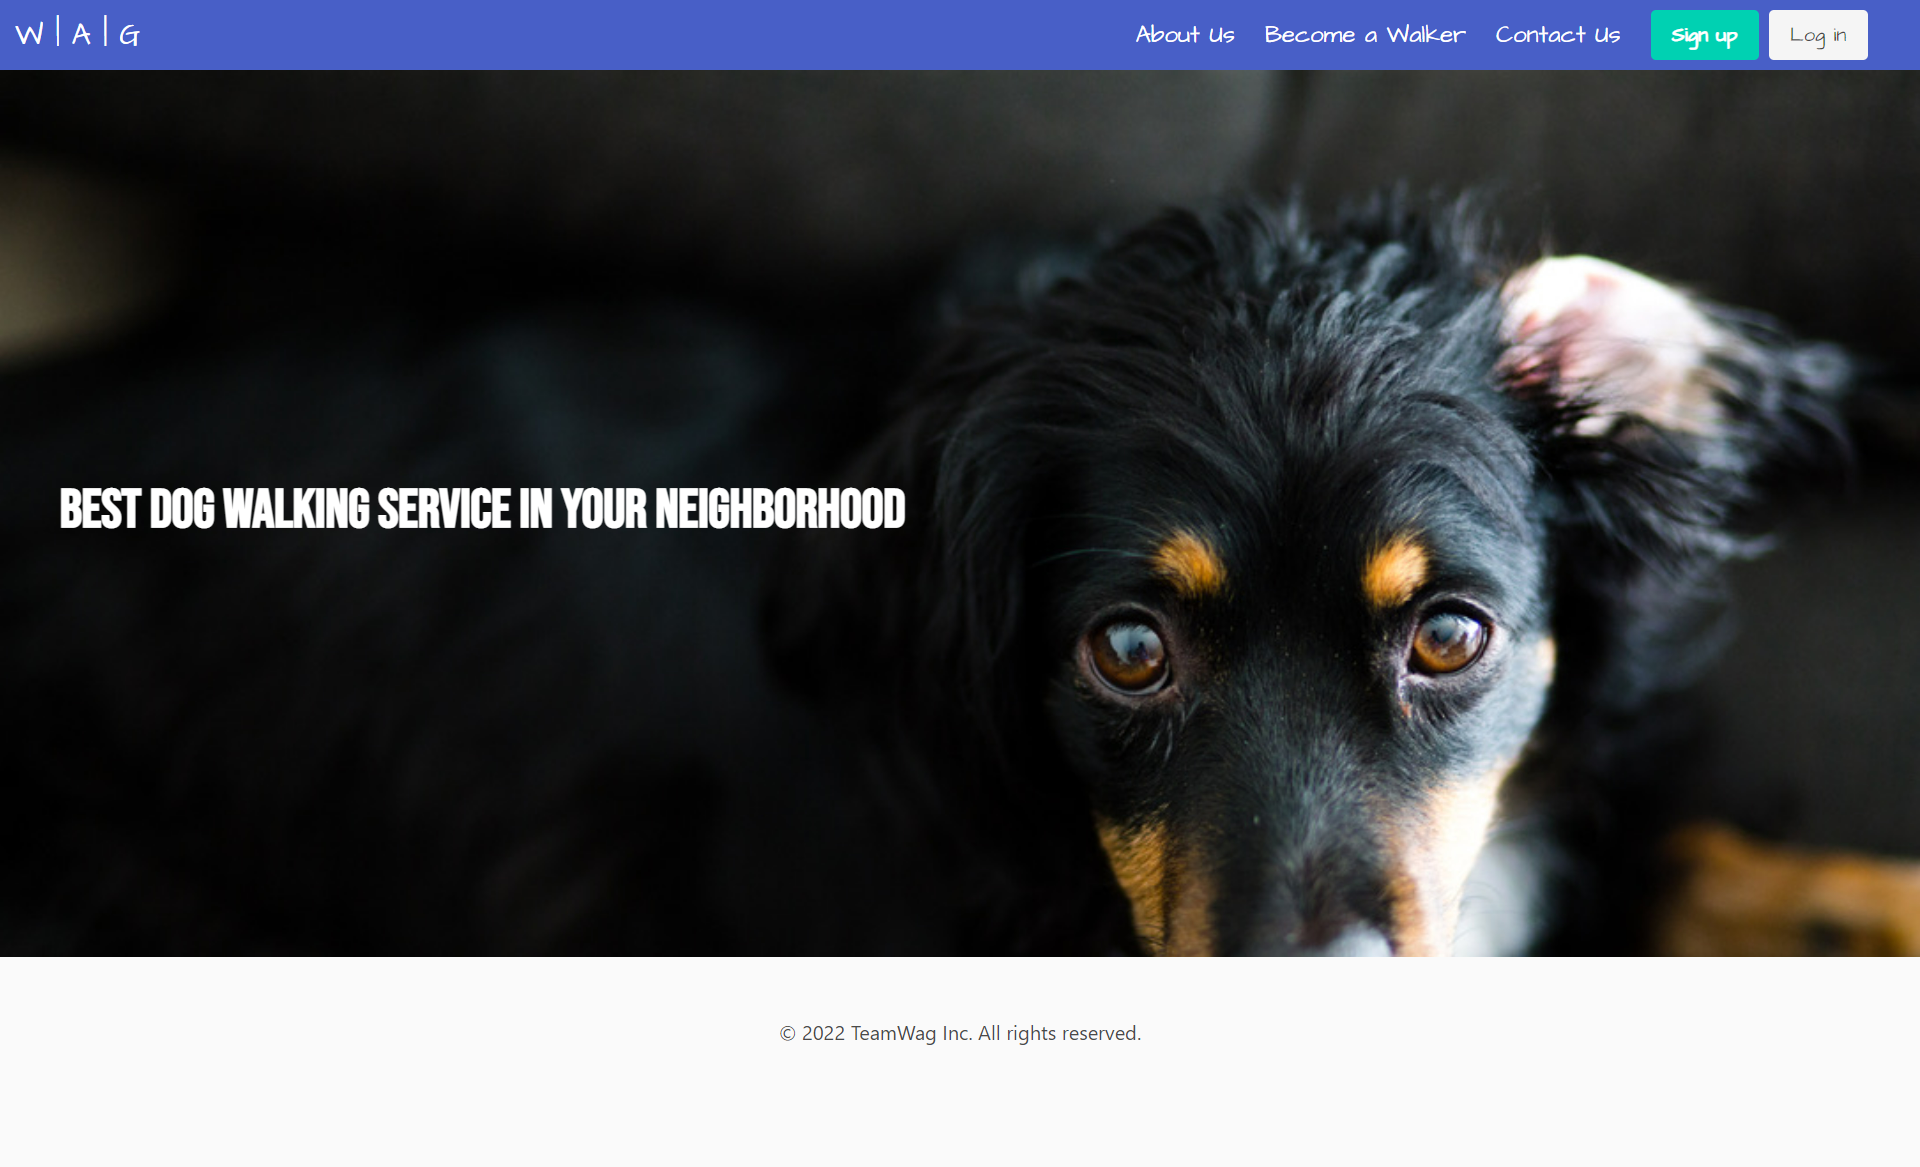 W|A|G
About Us
Become a Walker
Contact Us
Sign up
Log in
BEST DOG WALKING SERVICE IN YOUR NEIGHBORHOOD
© 2022 TeamWag Inc. All rights reserved.